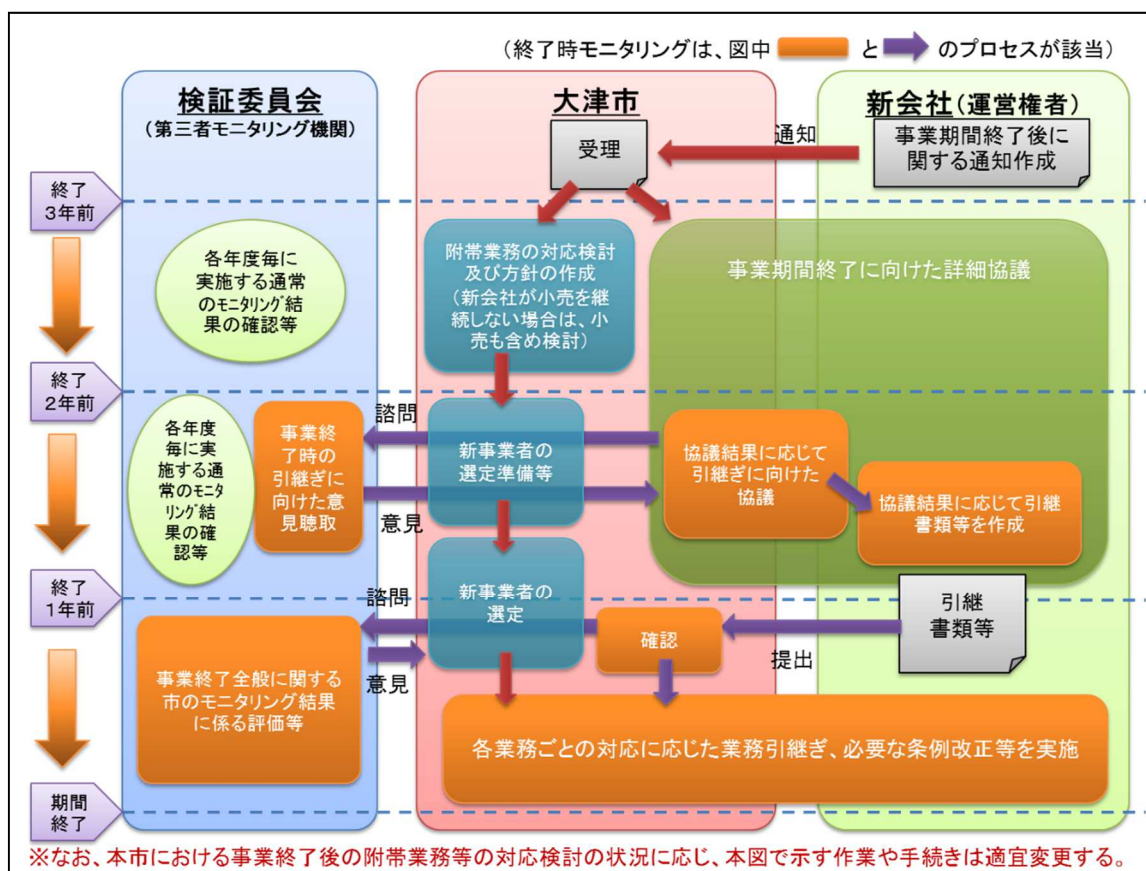 (終了時モニタリングは、図中 と のプロセスが該当)
検証委員会
(第三者モニタリング機関)
大津市
新会社(運営権者)
受理
通知
事業期間終了後に
関する通知作成
終了
3年前
各年度毎に
実施する通常
のモニタリング結
果の確認等
附帯業務の対応検討
及び方針の作成
(新会社が小売を継
続しない場合は、小
売も含め検討)
事業期間終了に向けた詳細協議
終了
2年前
各年度
毎に実
施する通
常のモニタ
リング結
果の確
認等
事業終
了時の
引継ぎに
向けた意
見聴取
諮問
意見
新事業者の
選定準備等
協議結果に応じて
引継ぎに向けた
協議
協議結果に応じて引継
書類等を作成
終了
1年前
諮問
意見
新事業者の
選定
確認
提出
引継
書類等
事業終了全般に関する
市のモニタリング結果
に係る評価等
各業務ごとの対応に応じた業務引継ぎ、必要な条例改正等を実施
期間
終了
※なお、本市における事業終了後の附帯業務等の対応検討の状況に応じ、本図で示す作業や手続きは適宜変更する。